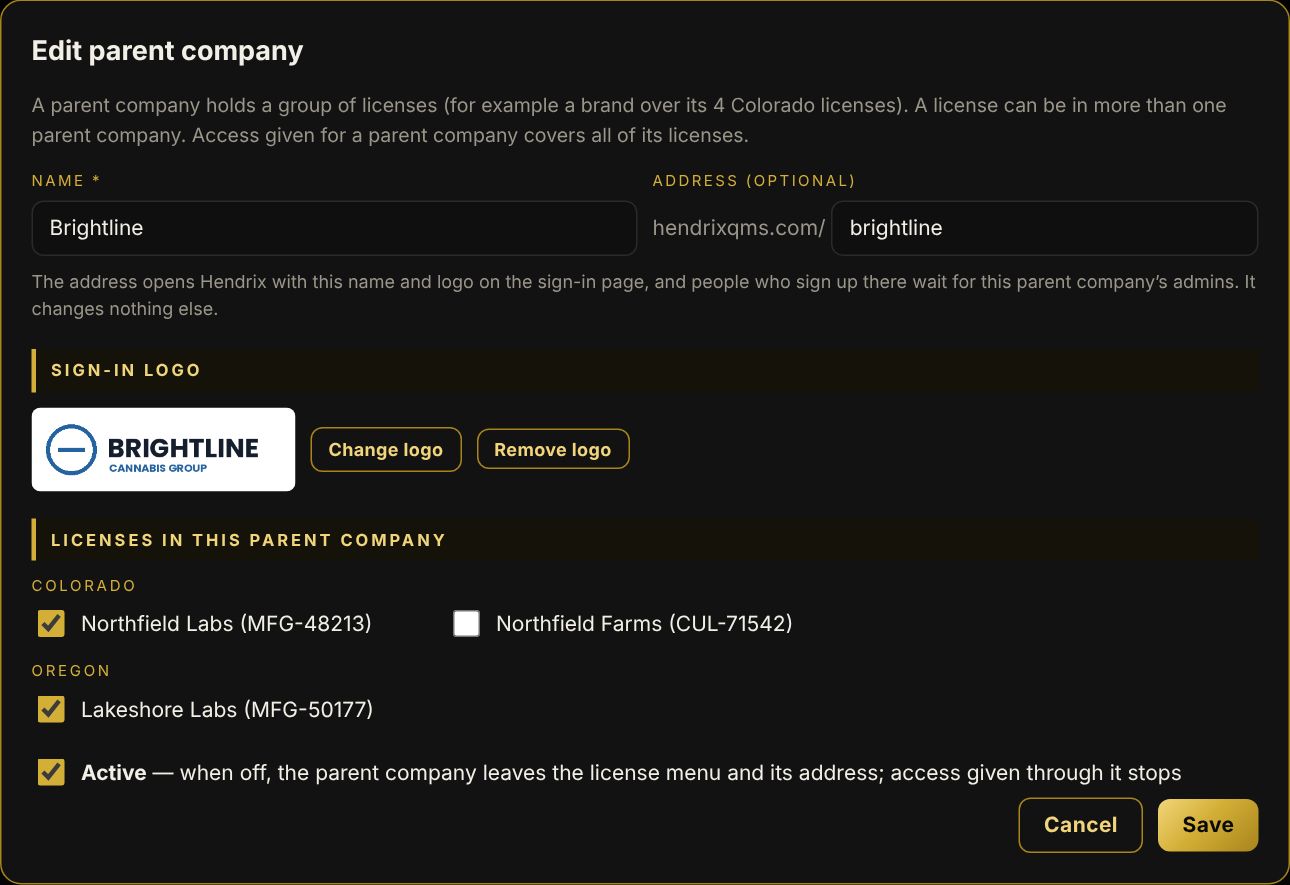 Edit parent company
A parent company holds a group of licenses (for example a brand over its 4 Colorado licenses). A license can be in more than one
parent company. Access given for a parent company covers all of its licenses.
NAME *
ADDRESS (OPTIONAL)
Brightline
hendrixqms.com/ brightline
The address opens Hendrix with this name and logo on the sign-in page, and people who sign up there wait for this parent company’s admins. It
changes nothing else.
SIGN-IN LOGO
BRIGHTLINE
CANNABIS GROUP
Change logo
Remove logo
LICENSES IN THIS PARENT COMPANY
COLORADO
Northfield Labs (MFG-48213)
Northfield Farms (CUL-71542)
OREGON
Lakeshore Labs (MFG-50177)
Active — when off, the parent company leaves the license menu and its address; access given through it stops
Cancel
Save